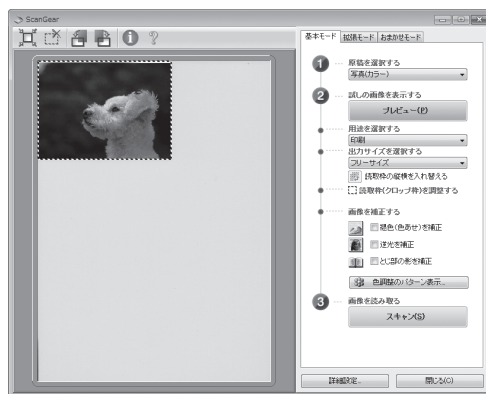 ScanGear
基本モード 拡張モード おまかせモード
1 原稿を選択する
写真(カラー)
2 試しの画像を表示する
プレビュー(P)
用途を選択する
印刷
出力サイズを選択する
フリーサイズ
読取枠の縦横を入れ替える
読取枠(クロップ枠)を調整する
画像を補正する
褪色(色あせ)を補正
逆光を補正
とじ部の影を補正
色調整のパターン表示...
3 画像を読み取る
スキャン(S)
詳細設定... 閉じる(C)